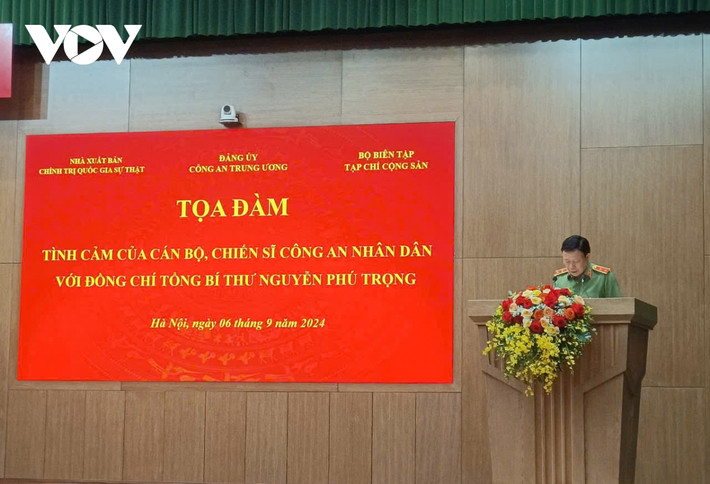 VOV
NHÀ XUẤT BẢN
CHÍNH TRỊ QUỐC GIA SỰ THẬT
ĐẢNG ỦY
CÔNG AN TRUNG ƯƠNG
BỘ BIÊN TẬP
TẠP CHÍ CỘNG SẢN
TỌA ĐÀM
TÌNH CẢM CỦA CÁN BỘ, CHIẾN SĨ CÔNG AN NHÂN DÂN
VỚI ĐỒNG CHÍ TỔNG BÍ THƯ NGUYỄN PHÚ TRỌNG
Hà Nội, ngày 06 tháng 9 năm 2024